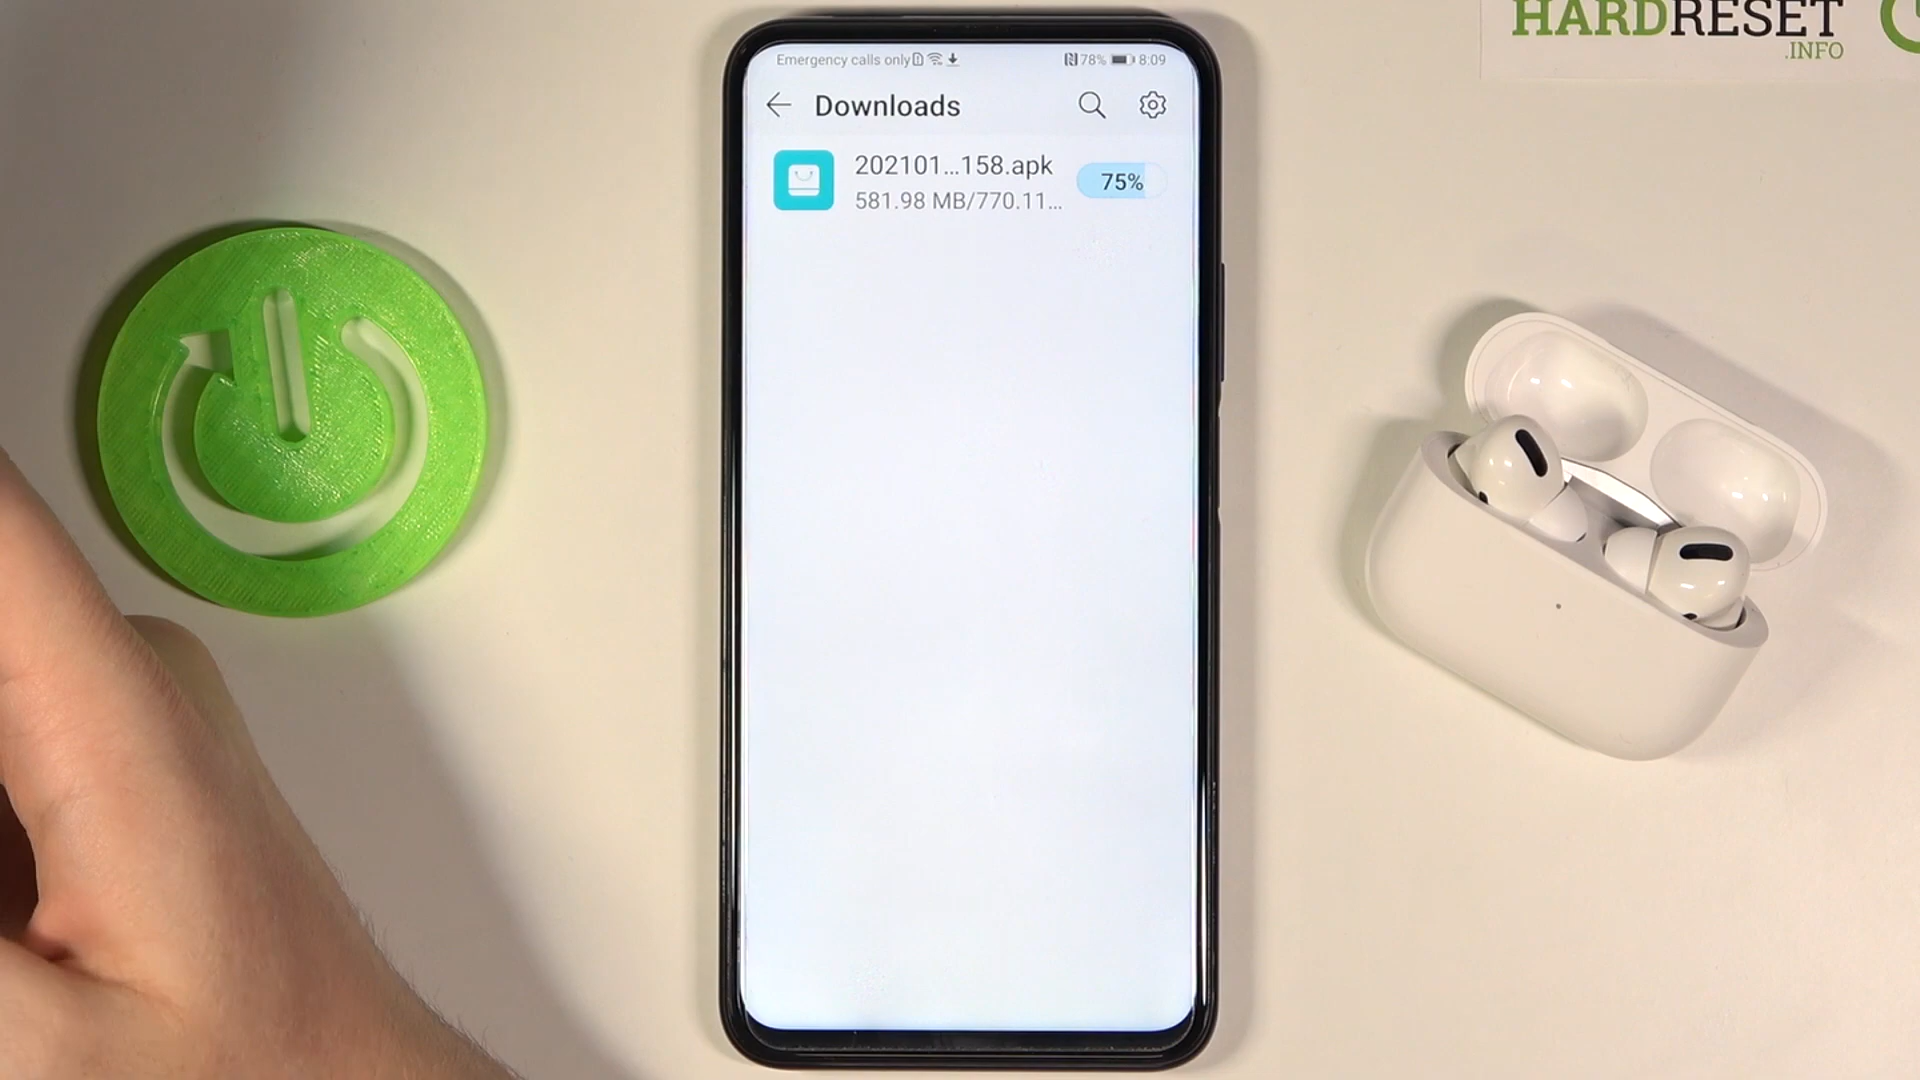 HARDRESET
.INFO
Emergency calls only 78% 8:09
Downloads
202101...158.apk
581.98 MB/770.11...
75%